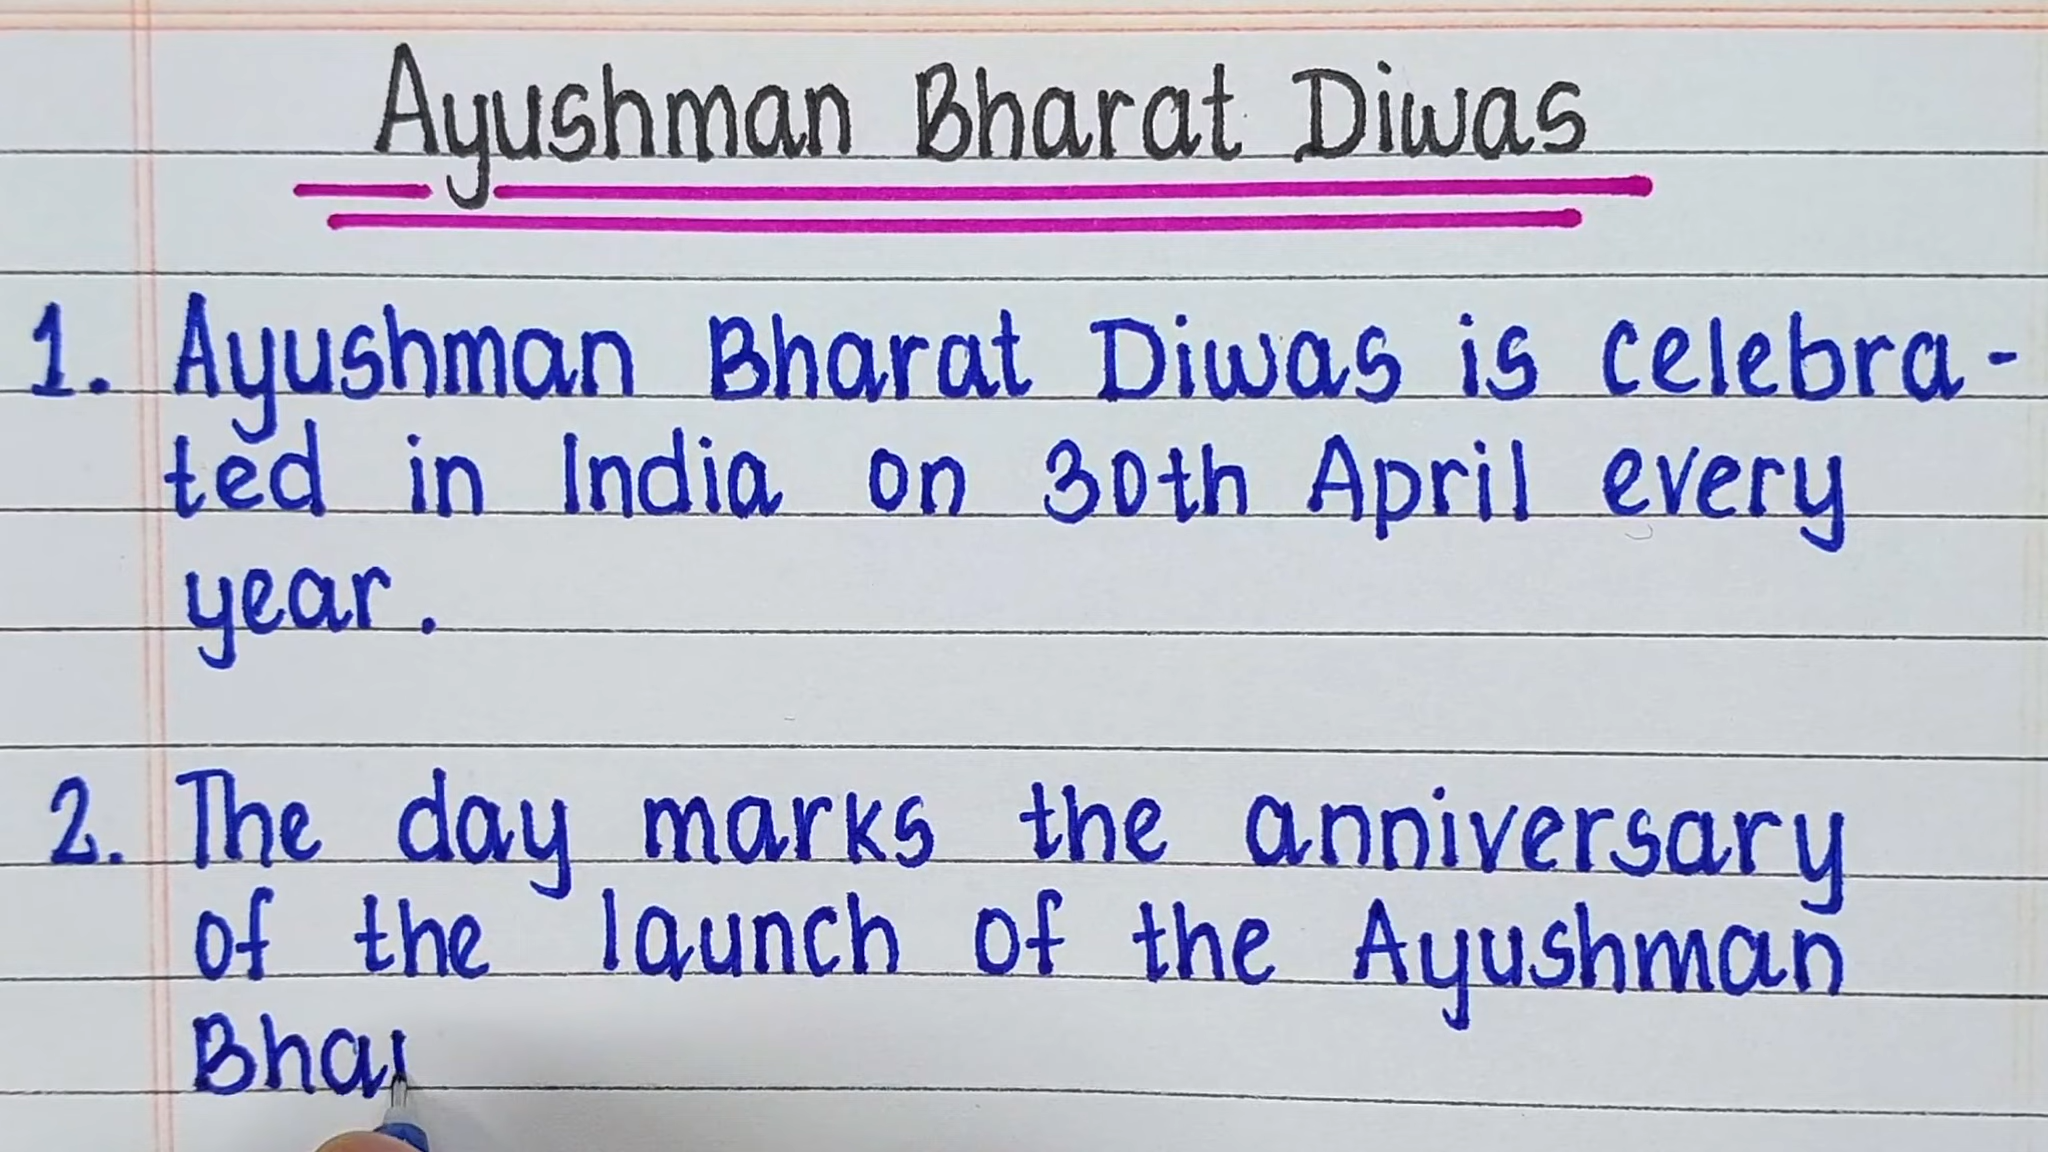 Ayushman Bharat Diwas
1. Ayushman Bharat Diwas is celebra-
ted in India on 30th April every
year.
2. The day marks the anniversary
of the launch of the Ayushman